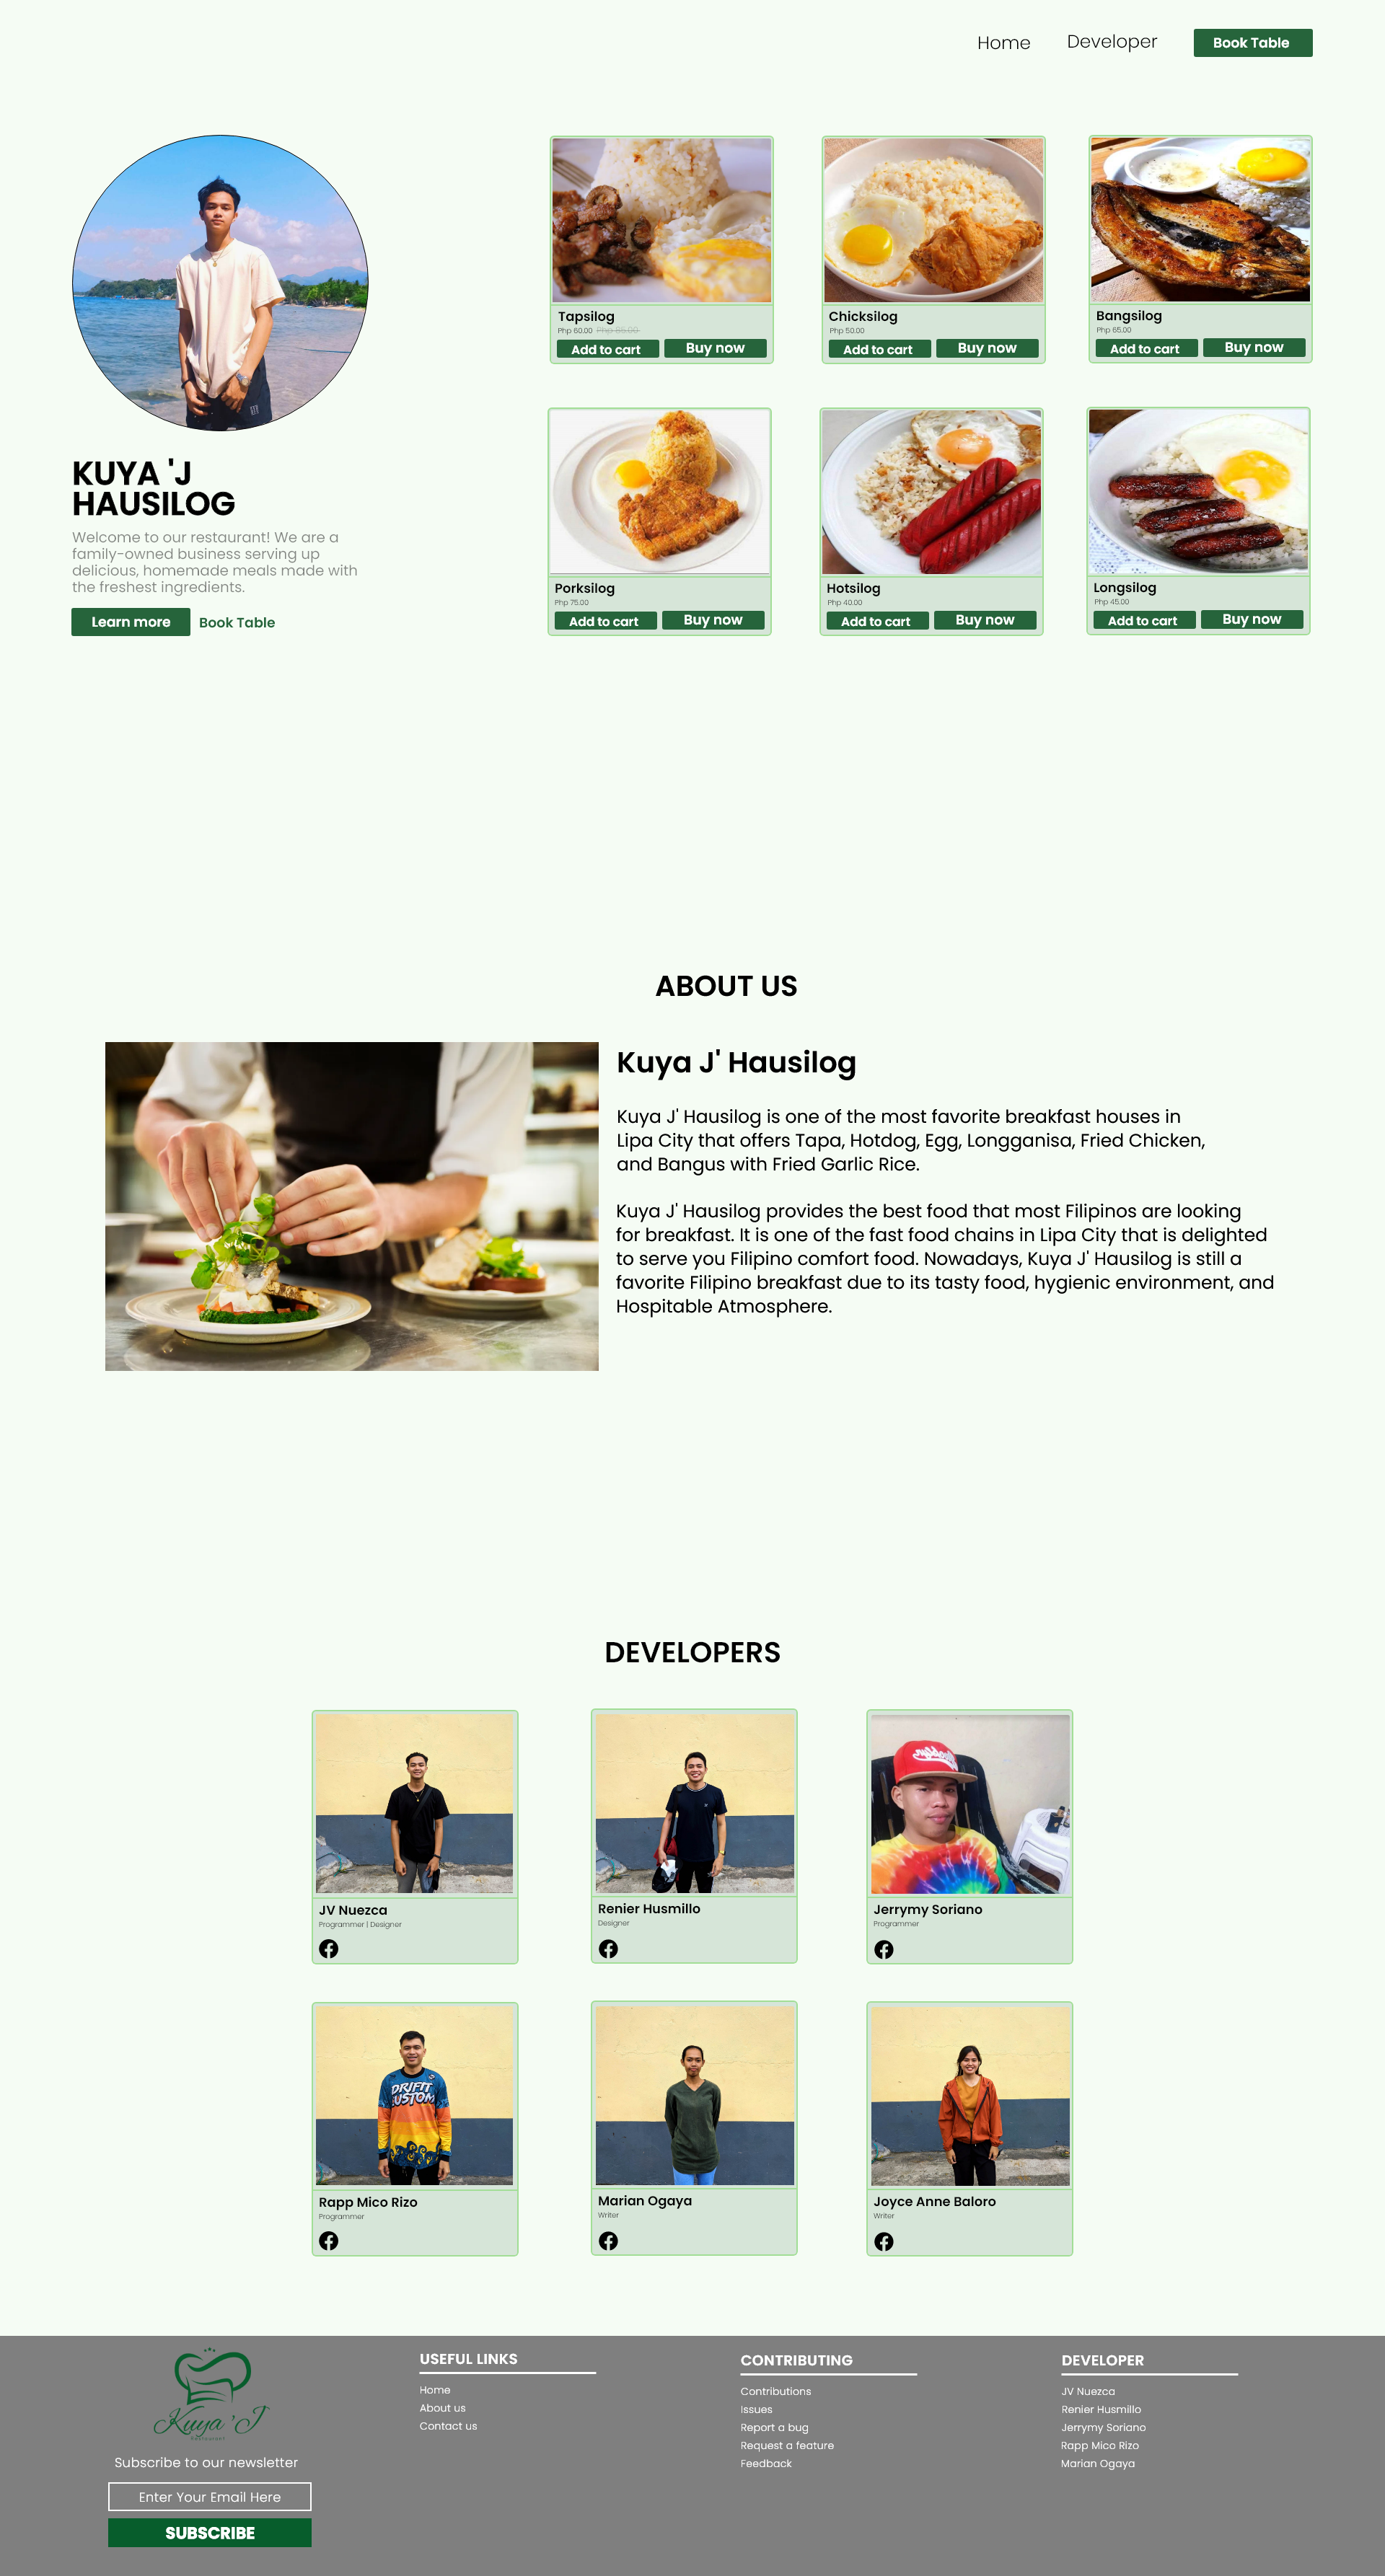 Home
Developer
Book Table
KUYA 'J
HAUSILOG
Welcome to our restaurant! We are a
family-owned business serving up
delicious, homemade meals made with
the freshest ingredients.
Learn more
Book Table
Tapsilog
Php 60.00 Php 85.00
Add to cart
Buy now
Chicksilog
Php 50.00
Add to cart
Buy now
Bangsilog
Php 65.00
Add to cart
Buy now
Porksilog
Php 75.00
Add to cart
Buy now
Hotsilog
Php 40.00
Add to cart
Buy now
Longsilog
Php 45.00
Add to cart
Buy now
ABOUT US
Kuya J' Hausilog
Kuya J' Hausilog is one of the most favorite breakfast houses in
Lipa City that offers Tapa, Hotdog, Egg, Longganisa, Fried Chicken,
and Bangus with Fried Garlic Rice.
Kuya J' Hausilog provides the best food that most Filipinos are looking
for breakfast. It is one of the fast food chains in Lipa City that is delighted
to serve you Filipino comfort food. Nowadays, Kuya J' Hausilog is still a
favorite Filipino breakfast due to its tasty food, hygienic environment, and
Hospitable Atmosphere.
DEVELOPERS
JV Nuezca
Programmer | Designer
Renier Husmillo
Designer
Jerrymy Soriano
Programmer
DRIFIT
CUSTOM
Rapp Mico Rizo
Programmer
Marian Ogaya
Writer
Joyce Anne Baloro
Writer
Kuya 'J
Restaurant
Subscribe to our newsletter
Enter Your Email Here
SUBSCRIBE
USEFUL LINKS
Home
About us
Contact us
CONTRIBUTING
Contributions
Issues
Report a bug
Request a feature
Feedback
DEVELOPER
JV Nuezca
Renier Husmillo
Jerrymy Soriano
Rapp Mico Rizo
Marian Ogaya